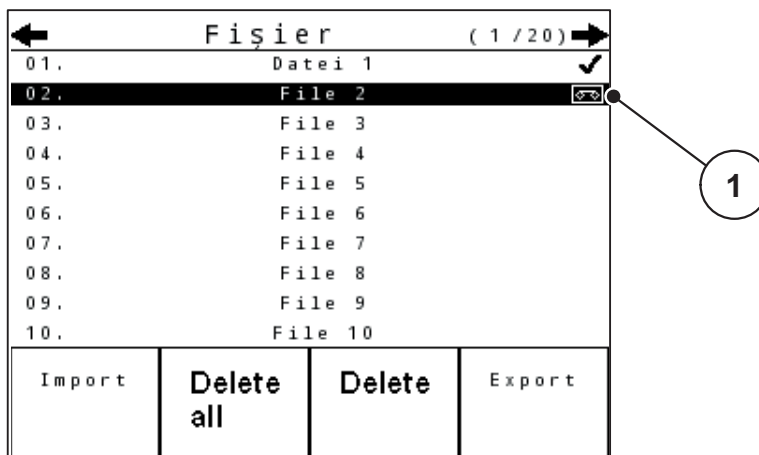 Fișier (1/20)
01. Datei 1
02. File 2
03. File 3
04. File 4
05. File 5
06. File 6
07. File 7
08. File 8
09. File 9
10. File 10
Import Delete all Delete Export
1